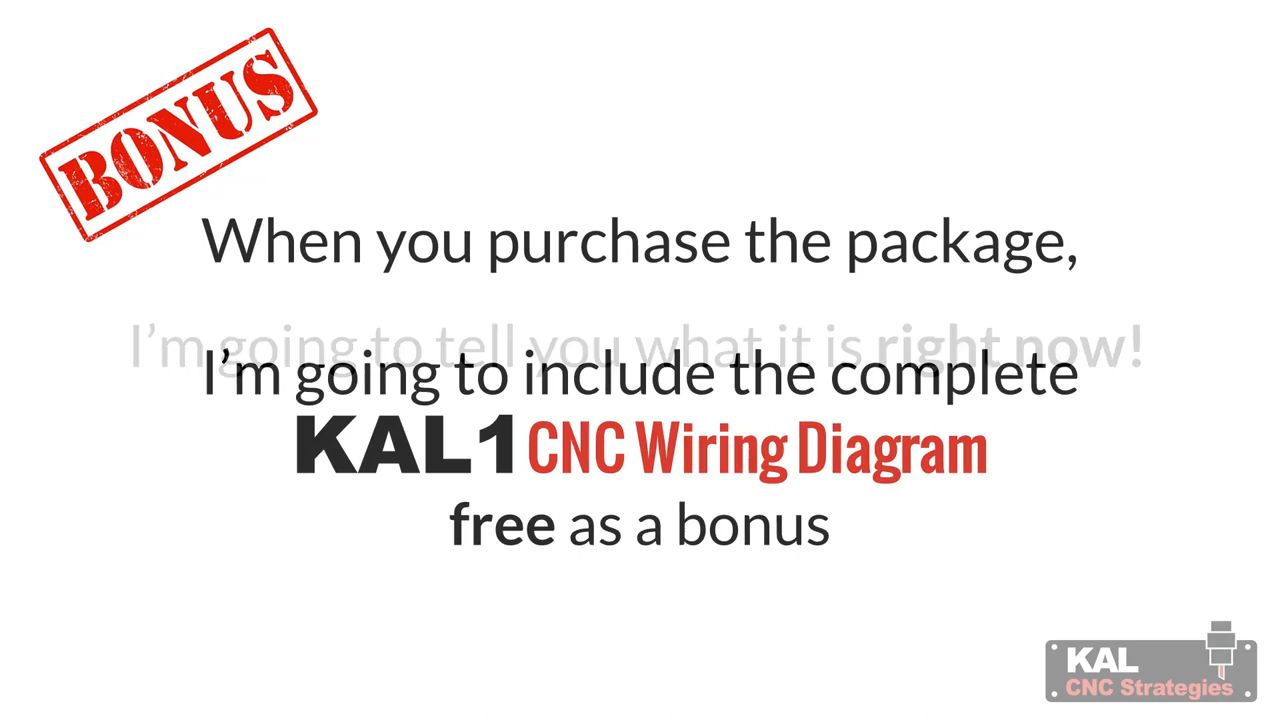 BONUS
When you purchase the package,
I’m going to tell you what it is right now!
I’m going to include the complete
KAL1 CNC Wiring Diagram
free as a bonus
KAL
CNC Strategies